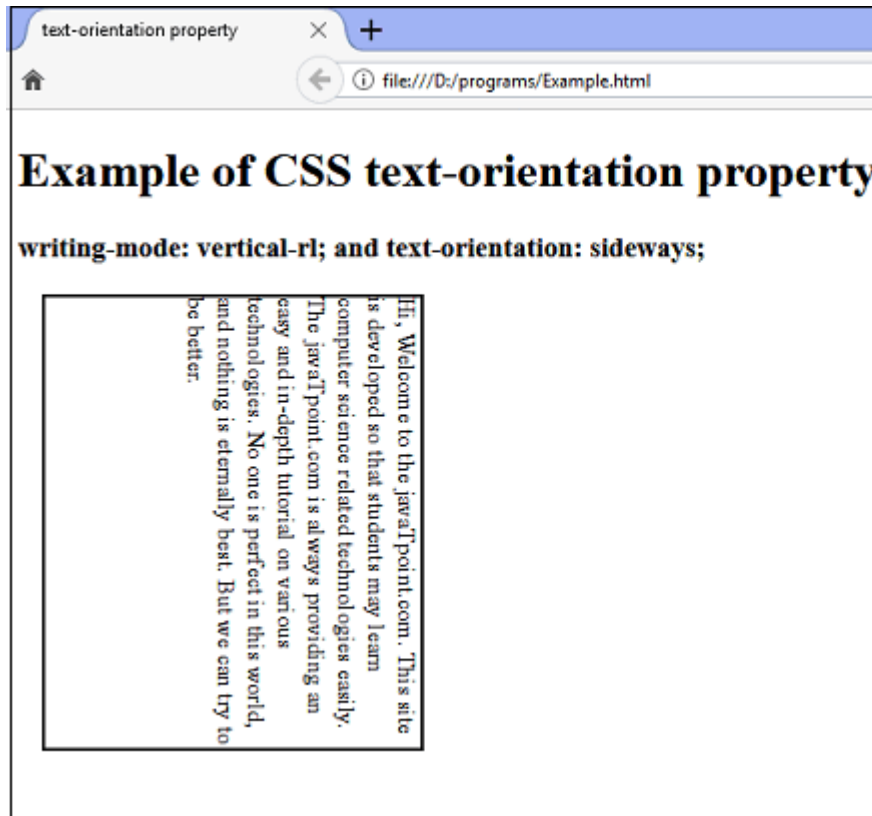 text-orientation property
file:///D:/programs/Example.html
Example of CSS text-orientation property
writing-mode: vertical-rl; and text-orientation: sideways;
Hi, Welcome to the javaTpoint.com. This site
is developed so that students may learn
computer science related technologies easily.
The javaTpoint.com is always providing an
easy and in-depth tutorial on various
technologies. No one is perfect in this world,
and nothing is eternally best. But we can try to
be better.